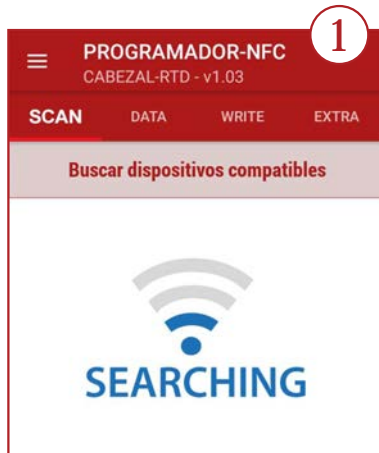 1
PROGRAMADOR-NFC
CABEZAL-RTD - v1.03
SCAN DATA WRITE EXTRA
Buscar dispositivos compatibles
SEARCHING